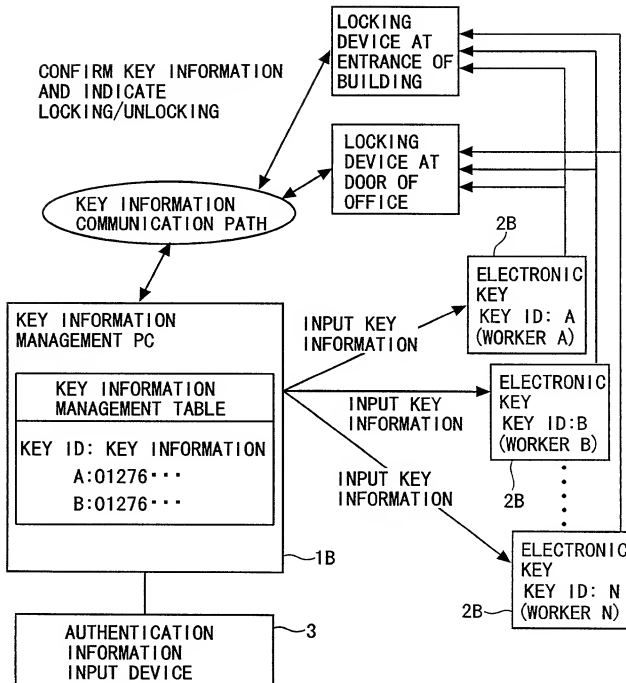 LOCKING
DEVICE AT
ENTRANCE OF
BUILDING
CONFIRM KEY INFORMATION
AND INDICATE
LOCKING/UNLOCKING
LOCKING
DEVICE AT
DOOR OF
OFFICE
KEY INFORMATION
COMMUNICATION PATH
2B
ELECTRONIC
KEY
KEY ID: A
(WORKER A)
KEY INFORMATION
MANAGEMENT PC
INPUT KEY
INFORMATION
KEY INFORMATION
MANAGEMENT TABLE
KEY ID: KEY INFORMATION
A:01276···
B:01276···
INPUT KEY
INFORMATION
ELECTRONIC
KEY
KEY ID:B
(WORKER B)
2B
INPUT KEY
INFORMATION
1B
ELECTRONIC
KEY
KEY ID: N
(WORKER N)
2B
AUTHENTICATION
INFORMATION
INPUT DEVICE
3